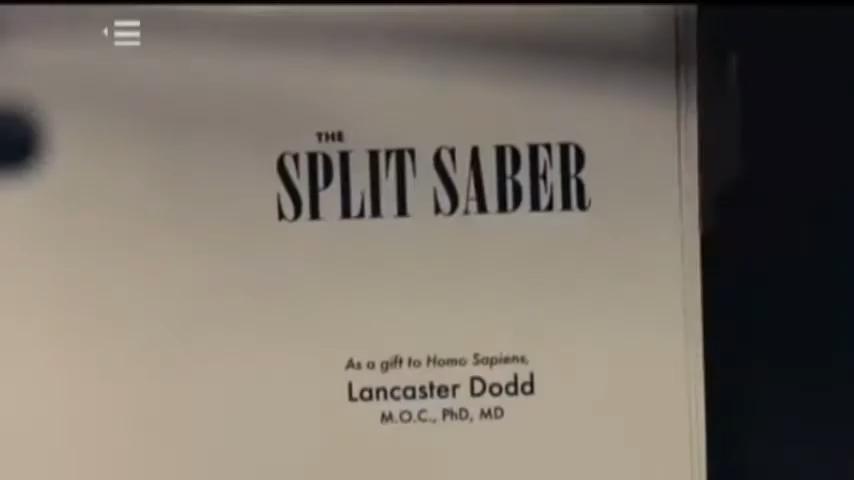 THE
SPLIT SABER
As a gift to Homo Sapiens,
Lancaster Dodd
M.O.C., PhD, MD